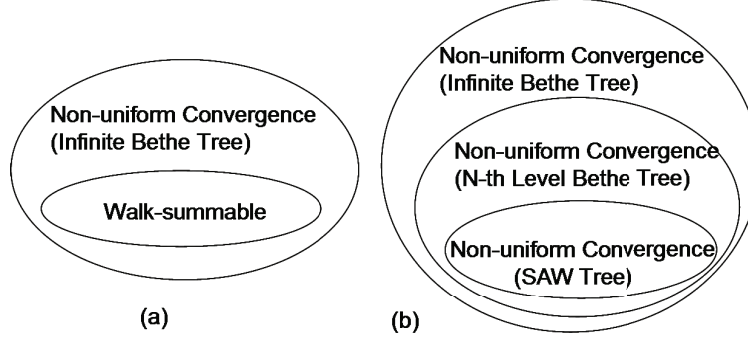 Non-uniform Convergence
(Infinite Bethe Tree)
Walk-summable
(a)
Non-uniform Convergence
(Infinite Bethe Tree)
Non-uniform Convergence
(N-th Level Bethe Tree)
Non-uniform Convergence
(SAW Tree)
(b)